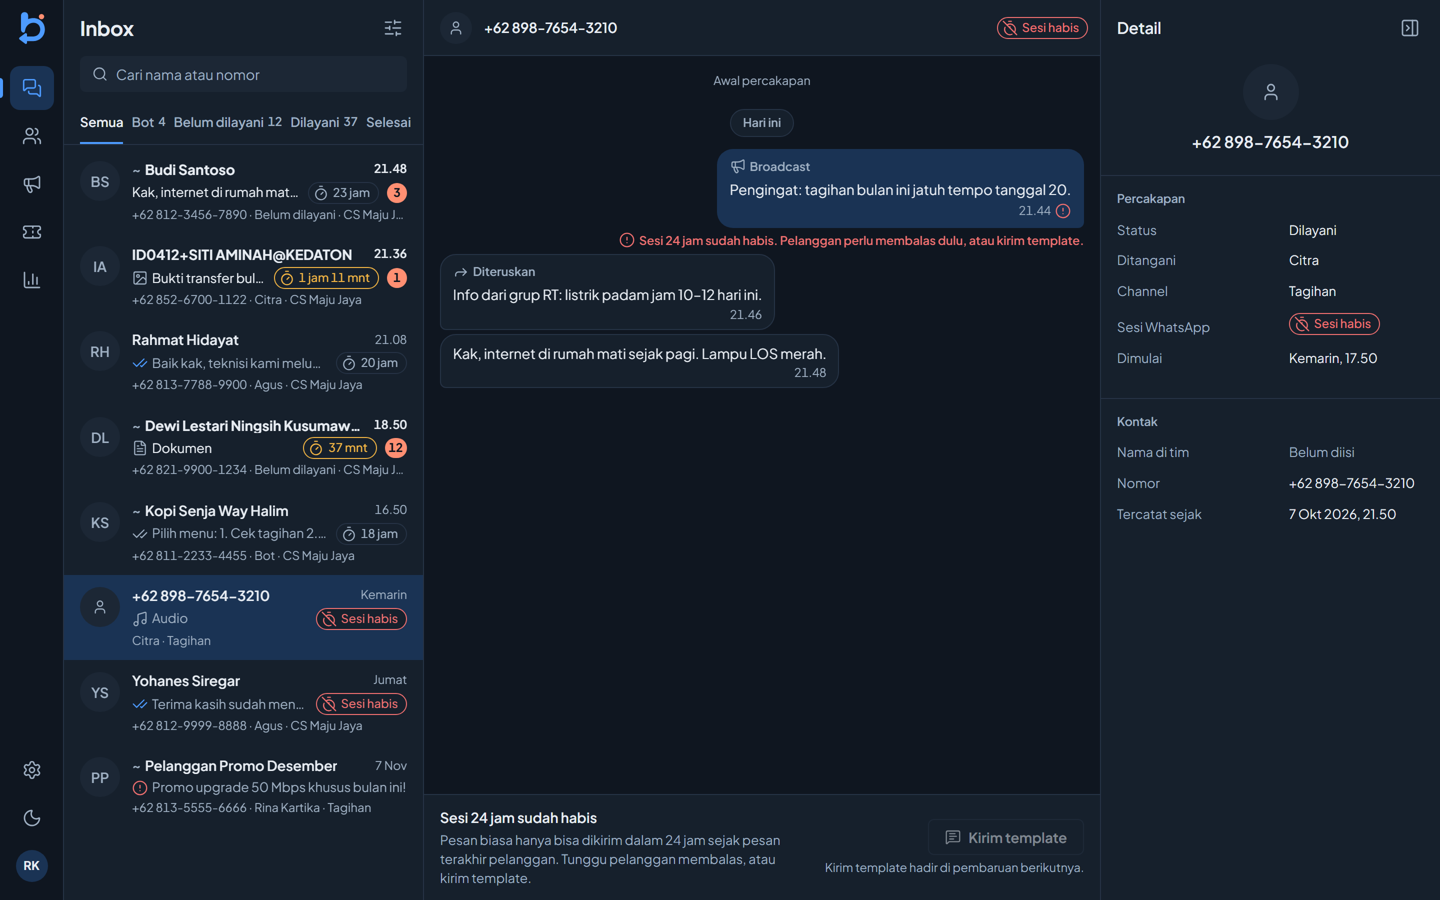 Inbox
Cari nama atau nomor
Semua Bot 4 Belum dilayani 12 Dilayani 37 Selesai
BS
~ Budi Santoso 21.48
Kak, internet di rumah mat… 23 jam 3
+62 812-3456-7890 · Belum dilayani · CS Maju J…
IA
ID0412+SITI AMINAH@KEDATON 21.36
Bukti transfer bul… 1 jam 11 mnt 1
+62 852-6700-1122 · Citra · CS Maju Jaya
RH
Rahmat Hidayat 21.08
Baik kak, teknisi kami melu… 20 jam
+62 813-7788-9900 · Agus · CS Maju Jaya
DL
~ Dewi Lestari Ningsih Kusumaw… 18.50
Dokumen 37 mnt 12
+62 821-9900-1234 · Belum dilayani · CS Maju J…
KS
~ Kopi Senja Way Halim 16.50
Pilih menu: 1. Cek tagihan 2.… 18 jam
+62 811-2233-4455 · Bot · CS Maju Jaya
+62 898-7654-3210 Kemarin
Audio Sesi habis
Citra · Tagihan
YS
Yohanes Siregar Jumat
Terima kasih sudah men… Sesi habis
+62 812-9999-8888 · Agus · CS Maju Jaya
PP
~ Pelanggan Promo Desember 7 Nov
Promo upgrade 50 Mbps khusus bulan ini!
+62 813-5555-6666 · Rina Kartika · Tagihan
RK
+62 898-7654-3210 Sesi habis
Awal percakapan
Hari ini
Broadcast
Pengingat: tagihan bulan ini jatuh tempo tanggal 20.
21.44
Sesi 24 jam sudah habis. Pelanggan perlu membalas dulu, atau kirim template.
Diteruskan
Info dari grup RT: listrik padam jam 10–12 hari ini.
21.46
Kak, internet di rumah mati sejak pagi. Lampu LOS merah.
21.48
Sesi 24 jam sudah habis
Pesan biasa hanya bisa dikirim dalam 24 jam sejak pesan
terakhir pelanggan. Tunggu pelanggan membalas, atau
kirim template.
Kirim template
Kirim template hadir di pembaruan berikutnya.
Detail
+62 898-7654-3210
Percakapan
Status Dilayani
Ditangani Citra
Channel Tagihan
Sesi WhatsApp Sesi habis
Dimulai Kemarin, 17.50
Kontak
Nama di tim Belum diisi
Nomor +62 898-7654-3210
Tercatat sejak 7 Okt 2026, 21.50